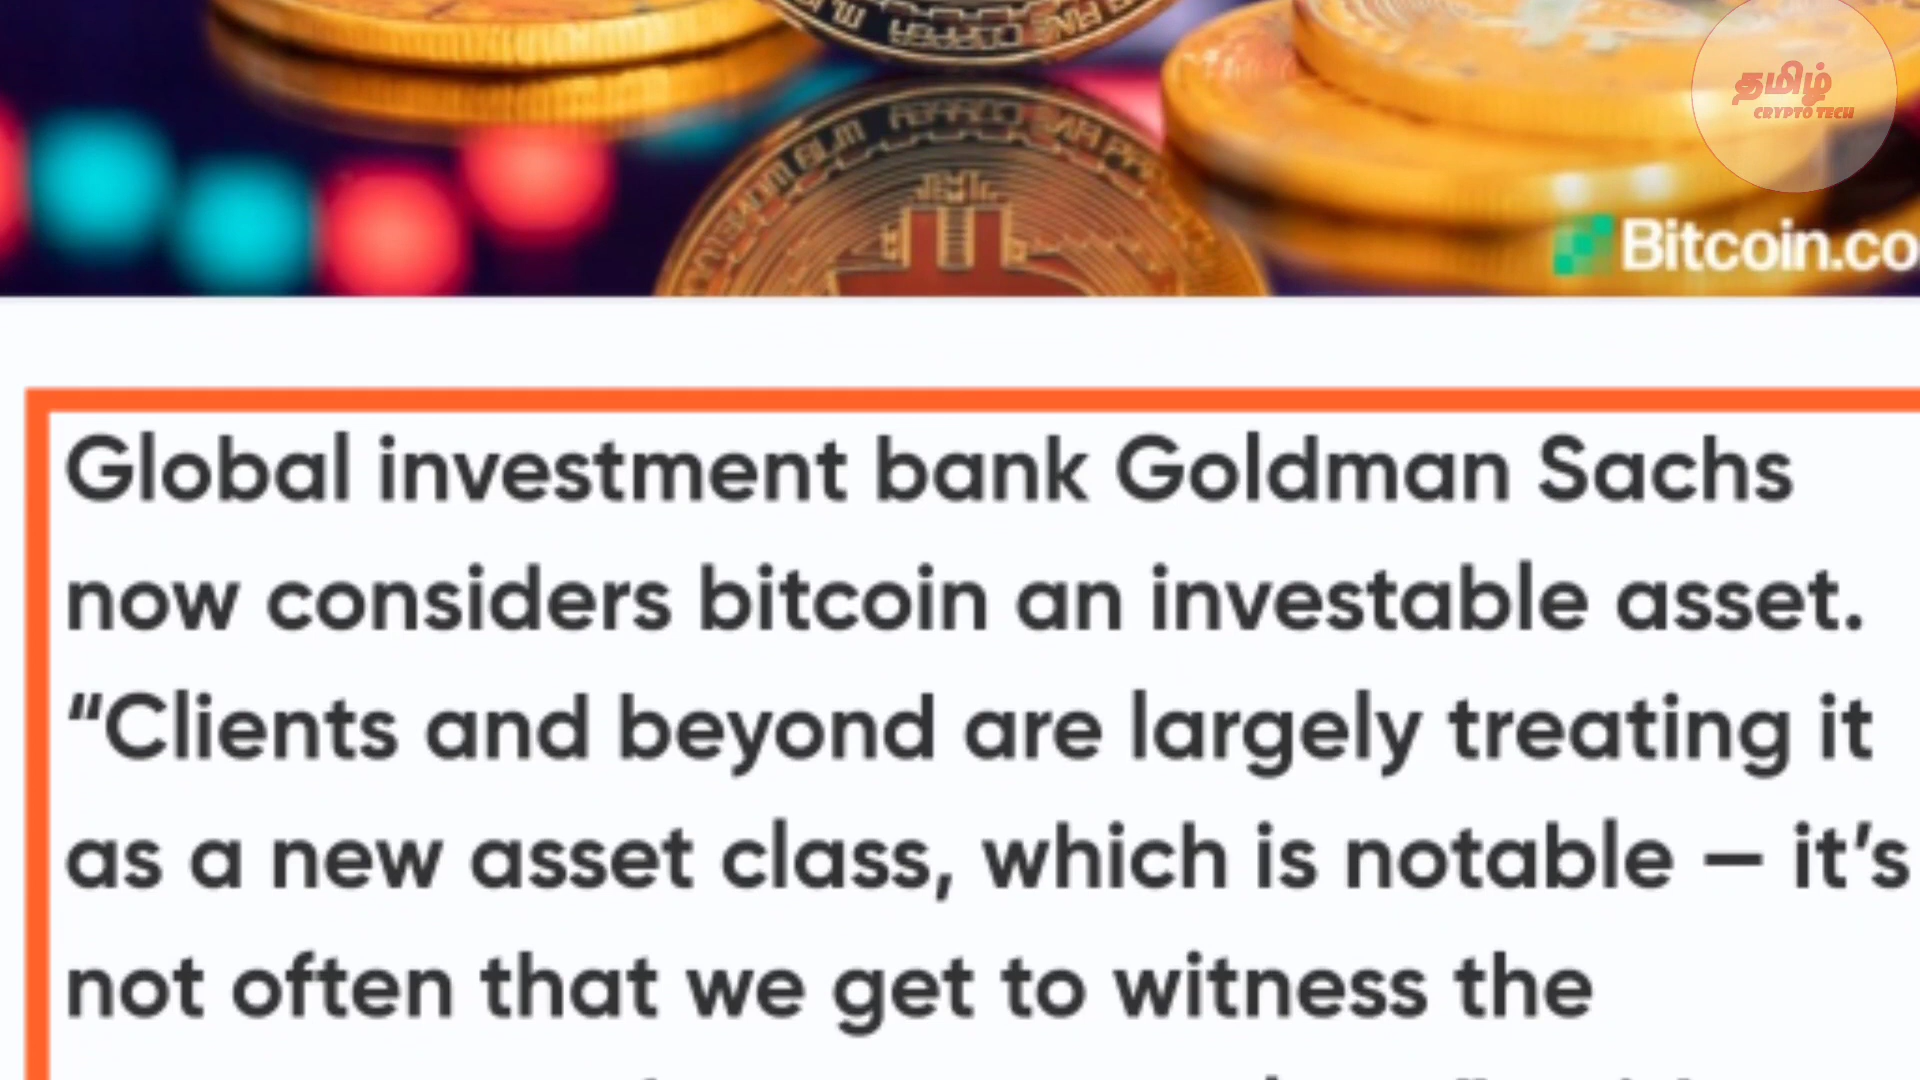 தமிழ்
CRYPTO TECH
Bitcoin.co
Global investment bank Goldman Sachs
now considers bitcoin an investable asset.
“Clients and beyond are largely treating it
as a new asset class, which is notable — it’s
not often that we get to witness the